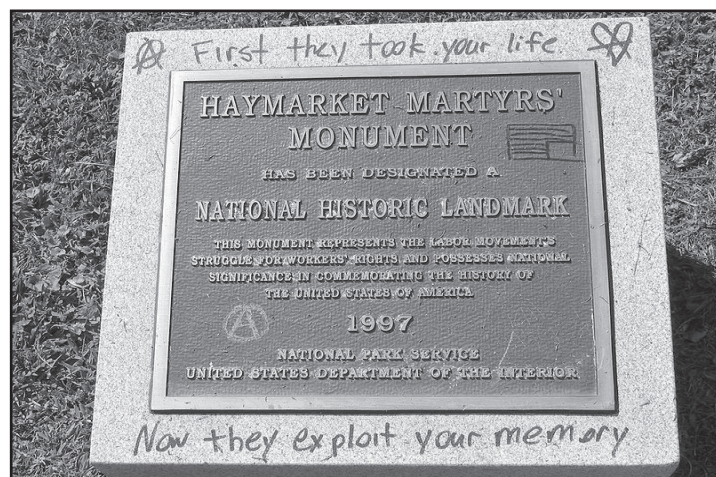 First they took your life
HAYMARKET MARTYRS'
MONUMENT
HAS BEEN DESIGNATED A
NATIONAL HISTORIC LANDMARK
THIS MONUMENT REPRESENTS THE LABOR MOVEMENT'S
STRUGGLE FOR WORKERS' RIGHTS AND POSSESSES NATIONAL
SIGNIFICANCE IN COMMEMORATING THE HISTORY OF
THE UNITED STATES OF AMERICA
1997
NATIONAL PARK SERVICE
UNITED STATES DEPARTMENT OF THE INTERIOR
Now they exploit your memory